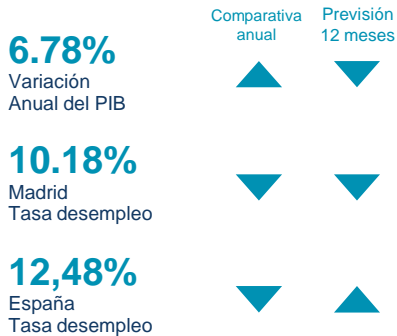 Comparativa
anual
Previsión
12 meses
6.78%
Variación
Anual del PIB
10.18%
Madrid
Tasa desempleo
12,48%
España
Tasa desempleo